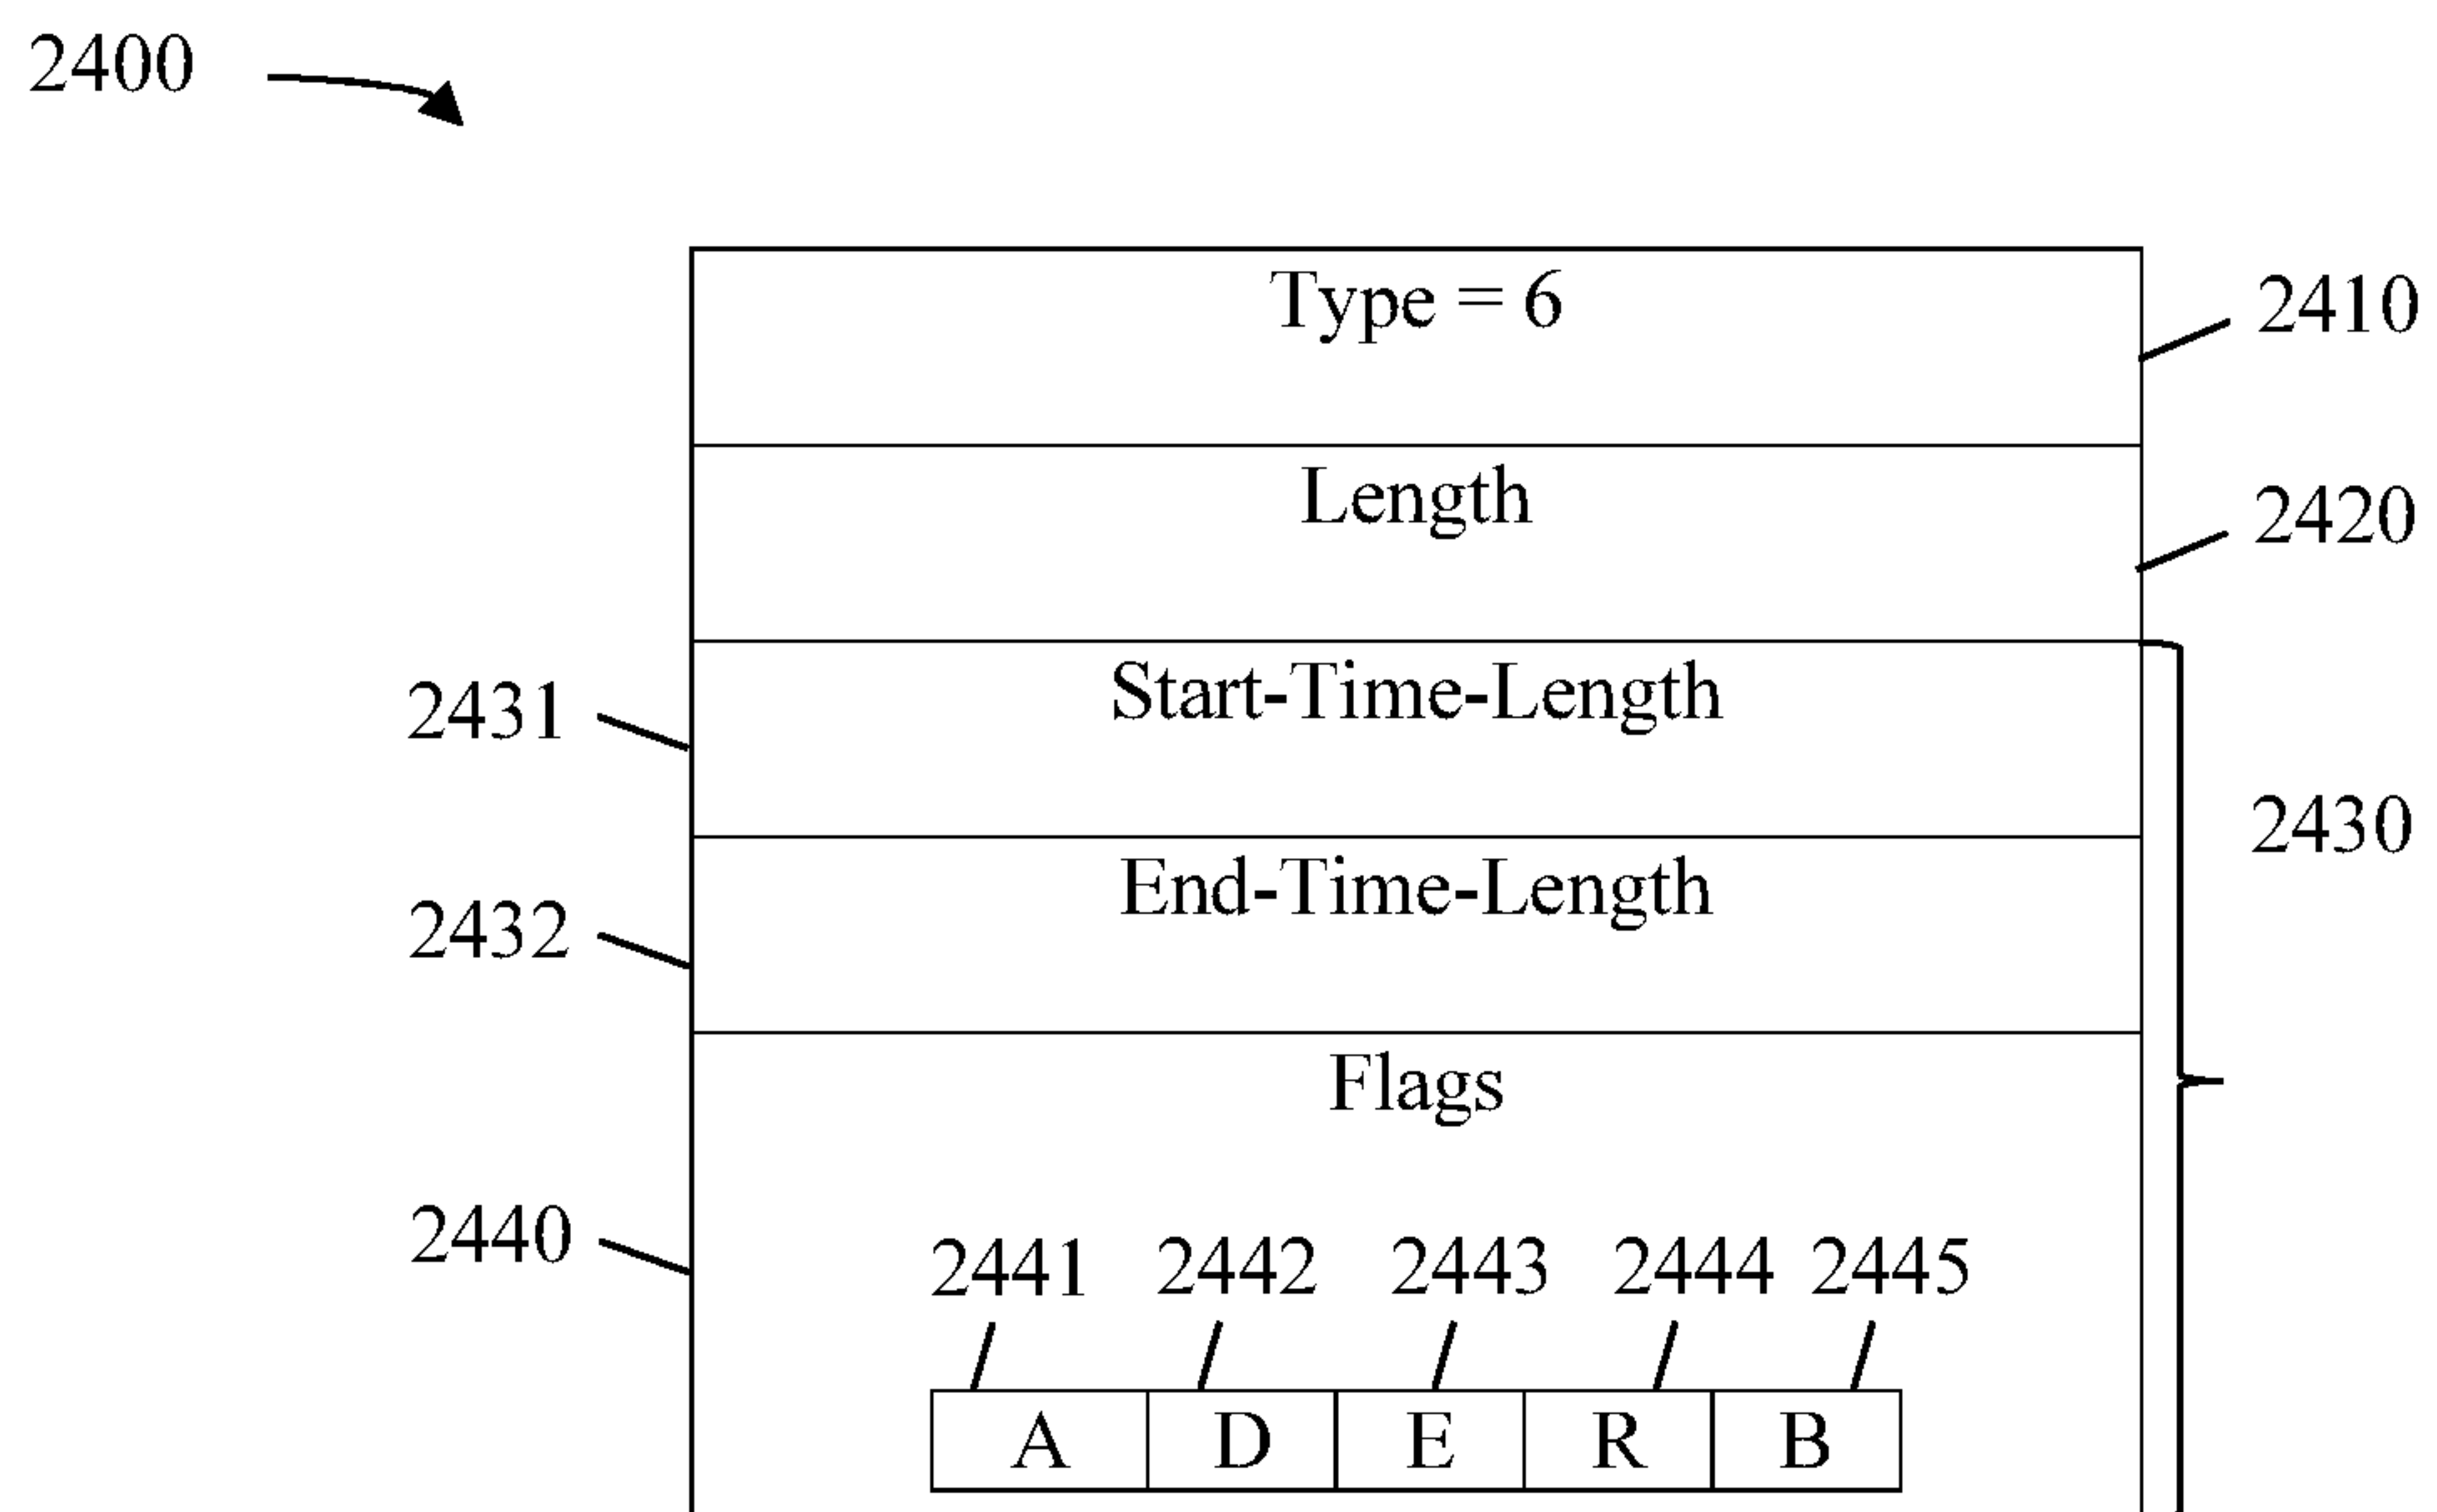 2400
Type = 6
2410
Length
2420
2431
Start-Time-Length
2430
2432
End-Time-Length
Flags
2440
2441 2442 2443 2444 2445
A D E R B